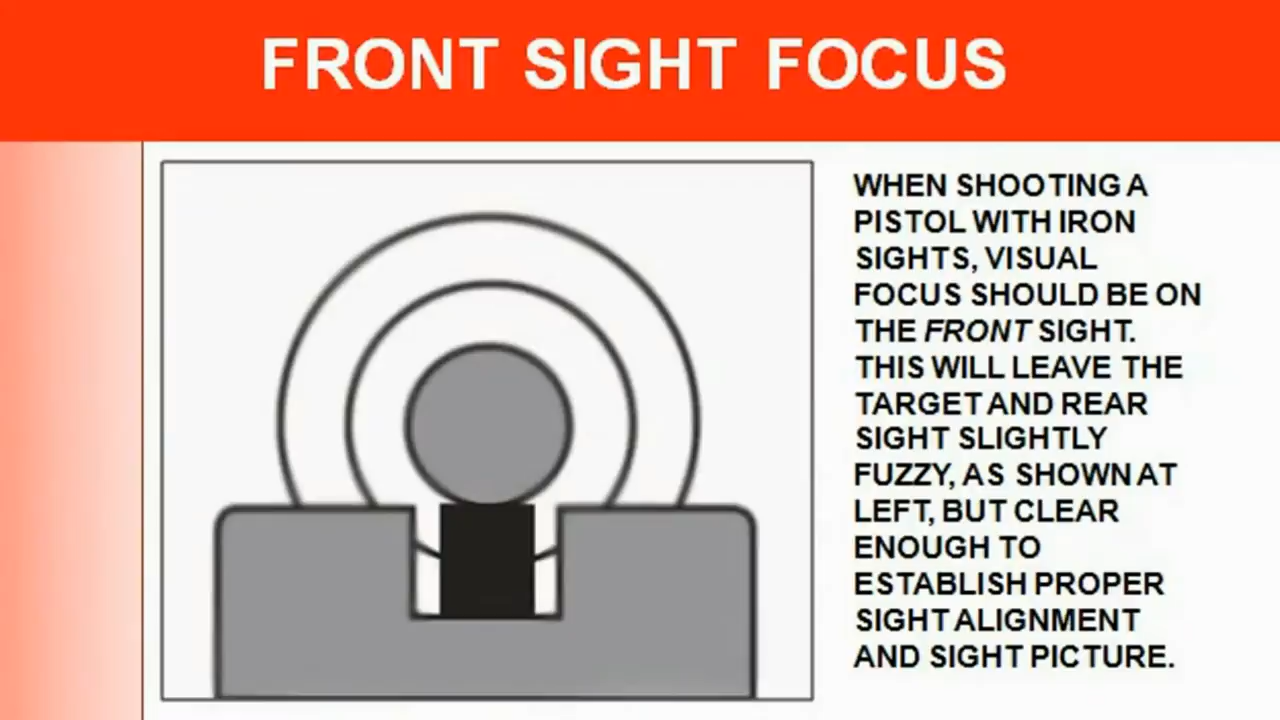 FRONT SIGHT FOCUS
WHEN SHOOTING A
PISTOL WITH IRON
SIGHTS, VISUAL
FOCUS SHOULD BE ON
THE FRONT SIGHT.
THIS WILL LEAVE THE
TARGET AND REAR
SIGHT SLIGHTLY
FUZZY, AS SHOWN AT
LEFT, BUT CLEAR
ENOUGH TO
ESTABLISH PROPER
SIGHT ALIGNMENT
AND SIGHT PICTURE.